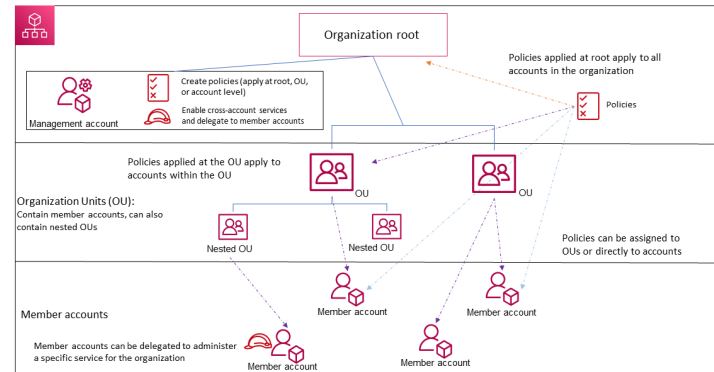 Organization root
Policies applied at root apply to all
accounts in the organization
Create policies (apply at root, OU,
or account level)
Enable cross-account services
and delegate to member accounts
Management account
Policies
Policies applied at the OU apply to
accounts within the OU
OU
OU
Organization Units (OU):
Contain member accounts, can also
contain nested OUs
Nested OU
Nested OU
Policies can be assigned to
OUs or directly to accounts
Member accounts
Member account
Member account
Member accounts can be delegated to administer
a specific service for the organization
Member account
Member account